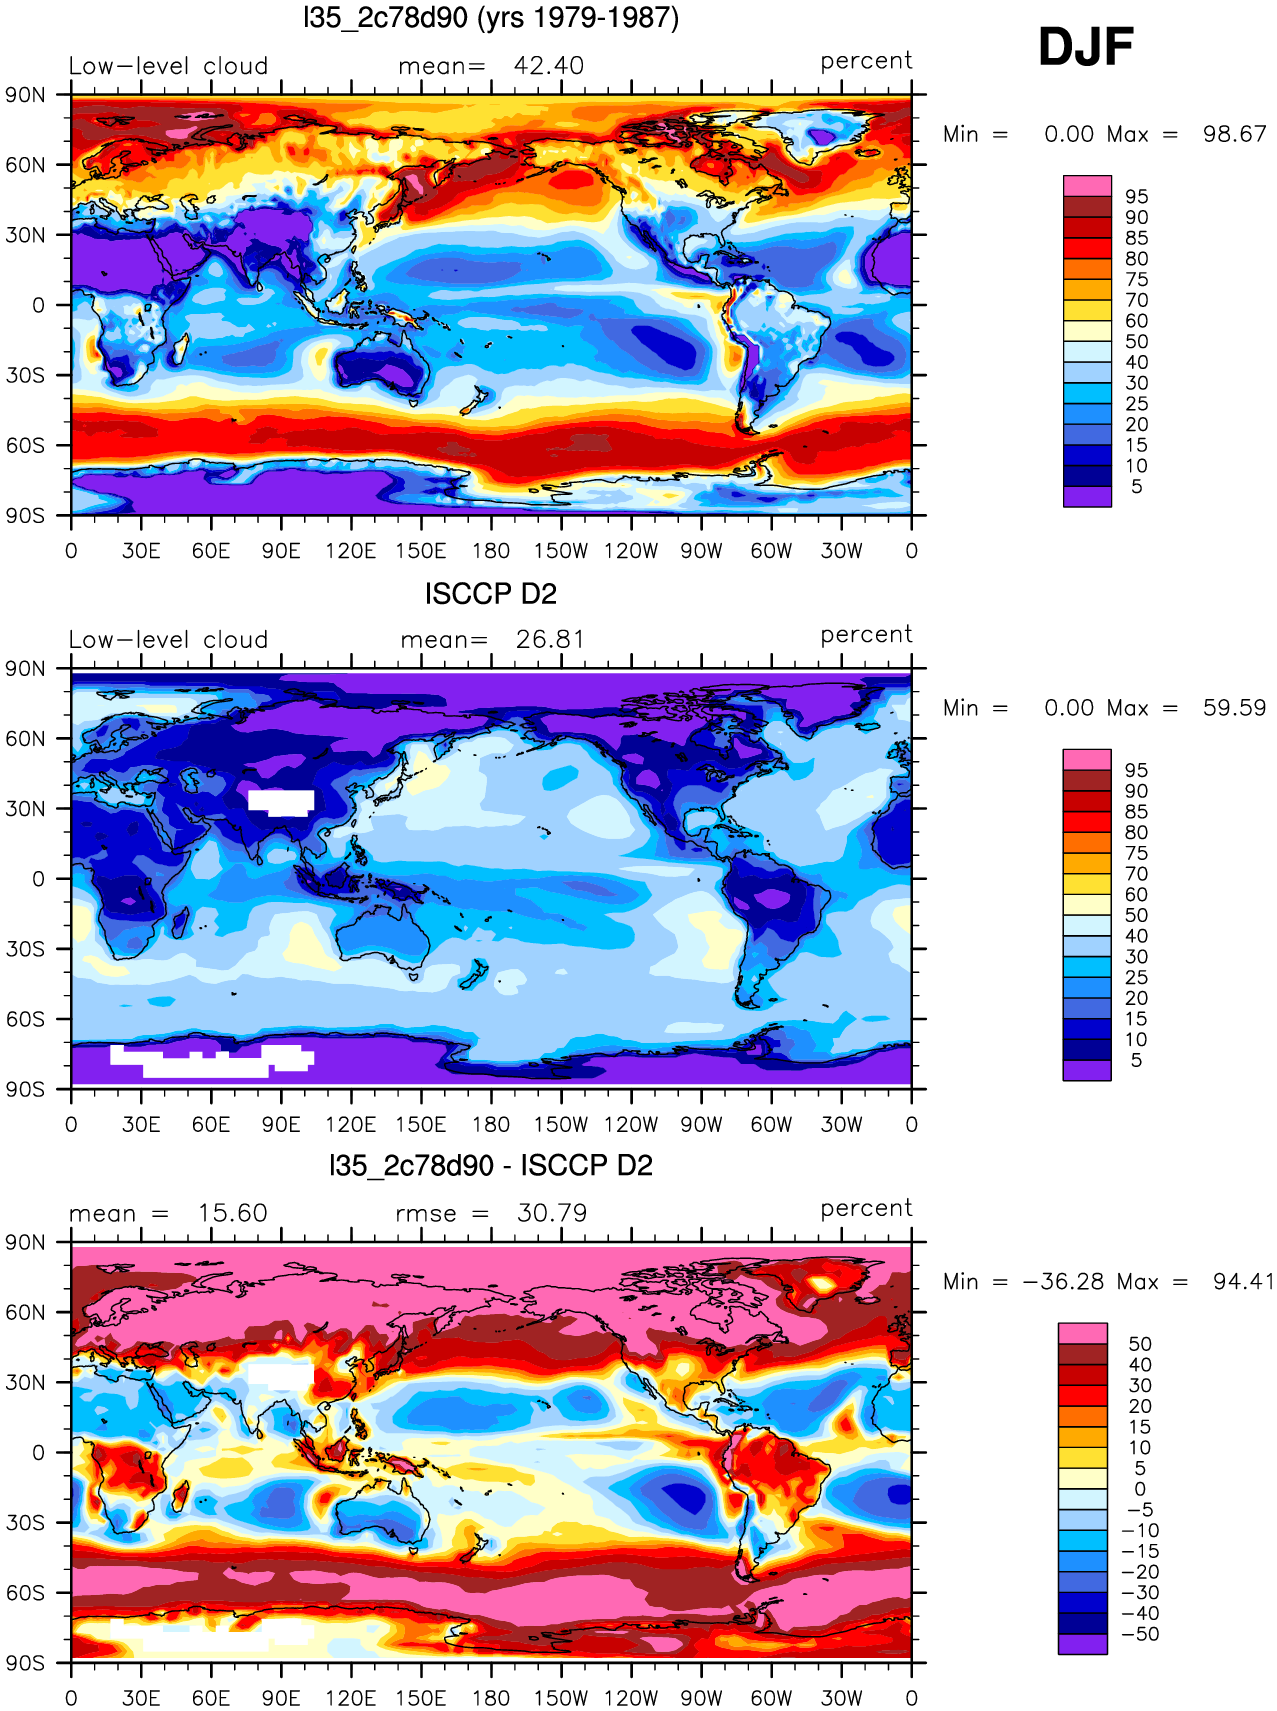 I35_2c78d90 (yrs 1979-1987)
DJF
Low-level cloud mean= 42.40 percent
Min = 0.00 Max = 98.67
90N
60N
30N
0
30S
60S
90S
0 30E 60E 90E 120E 150E 180 150W 120W 90W 60W 30W 0
95
90
85
80
75
70
60
50
40
30
25
20
15
10
5
ISCCP D2
Low-level cloud mean= 26.81 percent
Min = 0.00 Max = 59.59
90N
60N
30N
0
30S
60S
90S
0 30E 60E 90E 120E 150E 180 150W 120W 90W 60W 30W 0
95
90
85
80
75
70
60
50
40
30
25
20
15
10
5
I35_2c78d90 - ISCCP D2
mean = 15.60 rmse = 30.79 percent
Min = -36.28 Max = 94.41
90N
60N
30N
0
30S
60S
90S
0 30E 60E 90E 120E 150E 180 150W 120W 90W 60W 30W 0
50
40
30
20
15
10
5
0
-5
-10
-15
-20
-30
-40
-50